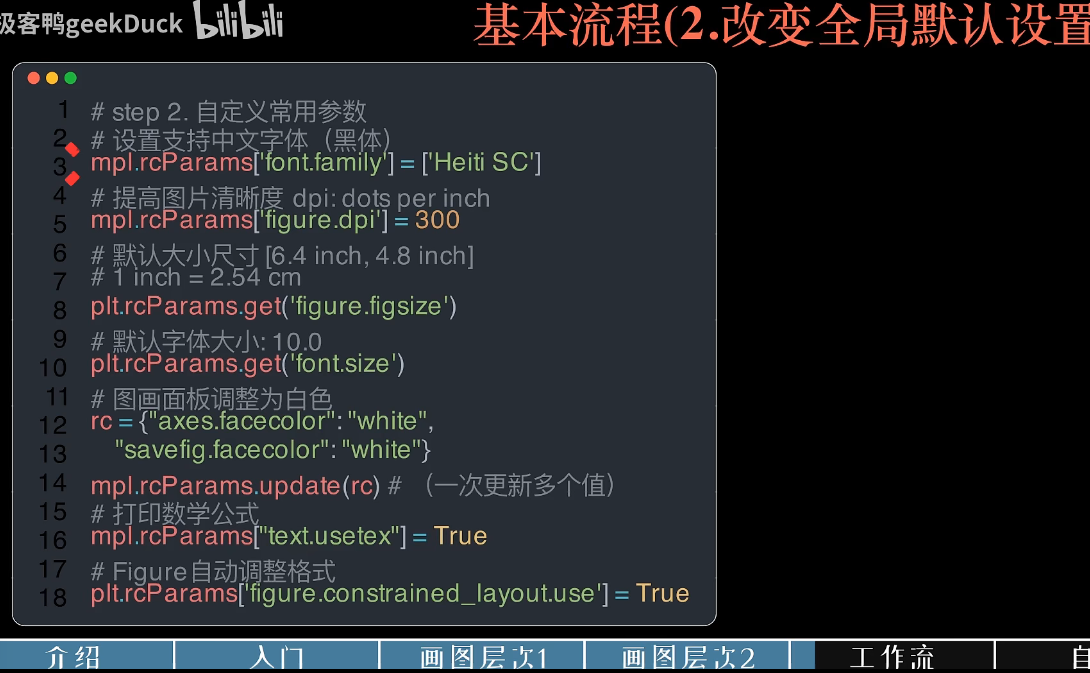 极客鸭geekDuck bilibili
基本流程(2.改变全局默认设置
1 # step 2. 自定义常用参数
2 # 设置支持中文字体（黑体）
3 mpl.rcParams['font.family'] = ['Heiti SC']
4 # 提高图片清晰度 dpi: dots per inch
5 mpl.rcParams['figure.dpi'] = 300
6 # 默认大小尺寸 [6.4 inch, 4.8 inch]
7 # 1 inch = 2.54 cm
8 plt.rcParams.get('figure.figsize')
9 # 默认字体大小: 10.0
10 plt.rcParams.get('font.size')
11 # 图画面板调整为白色
12 rc = {"axes.facecolor": "white",
13 "savefig.facecolor": "white"}
14 mpl.rcParams.update(rc) # （一次更新多个值）
15 # 打印数学公式
16 mpl.rcParams["text.usetex"] = True
17 # Figure自动调整格式
18 plt.rcParams['figure.constrained_layout.use'] = True
介绍 入门 画图层次1 画图层次2 工作流 自